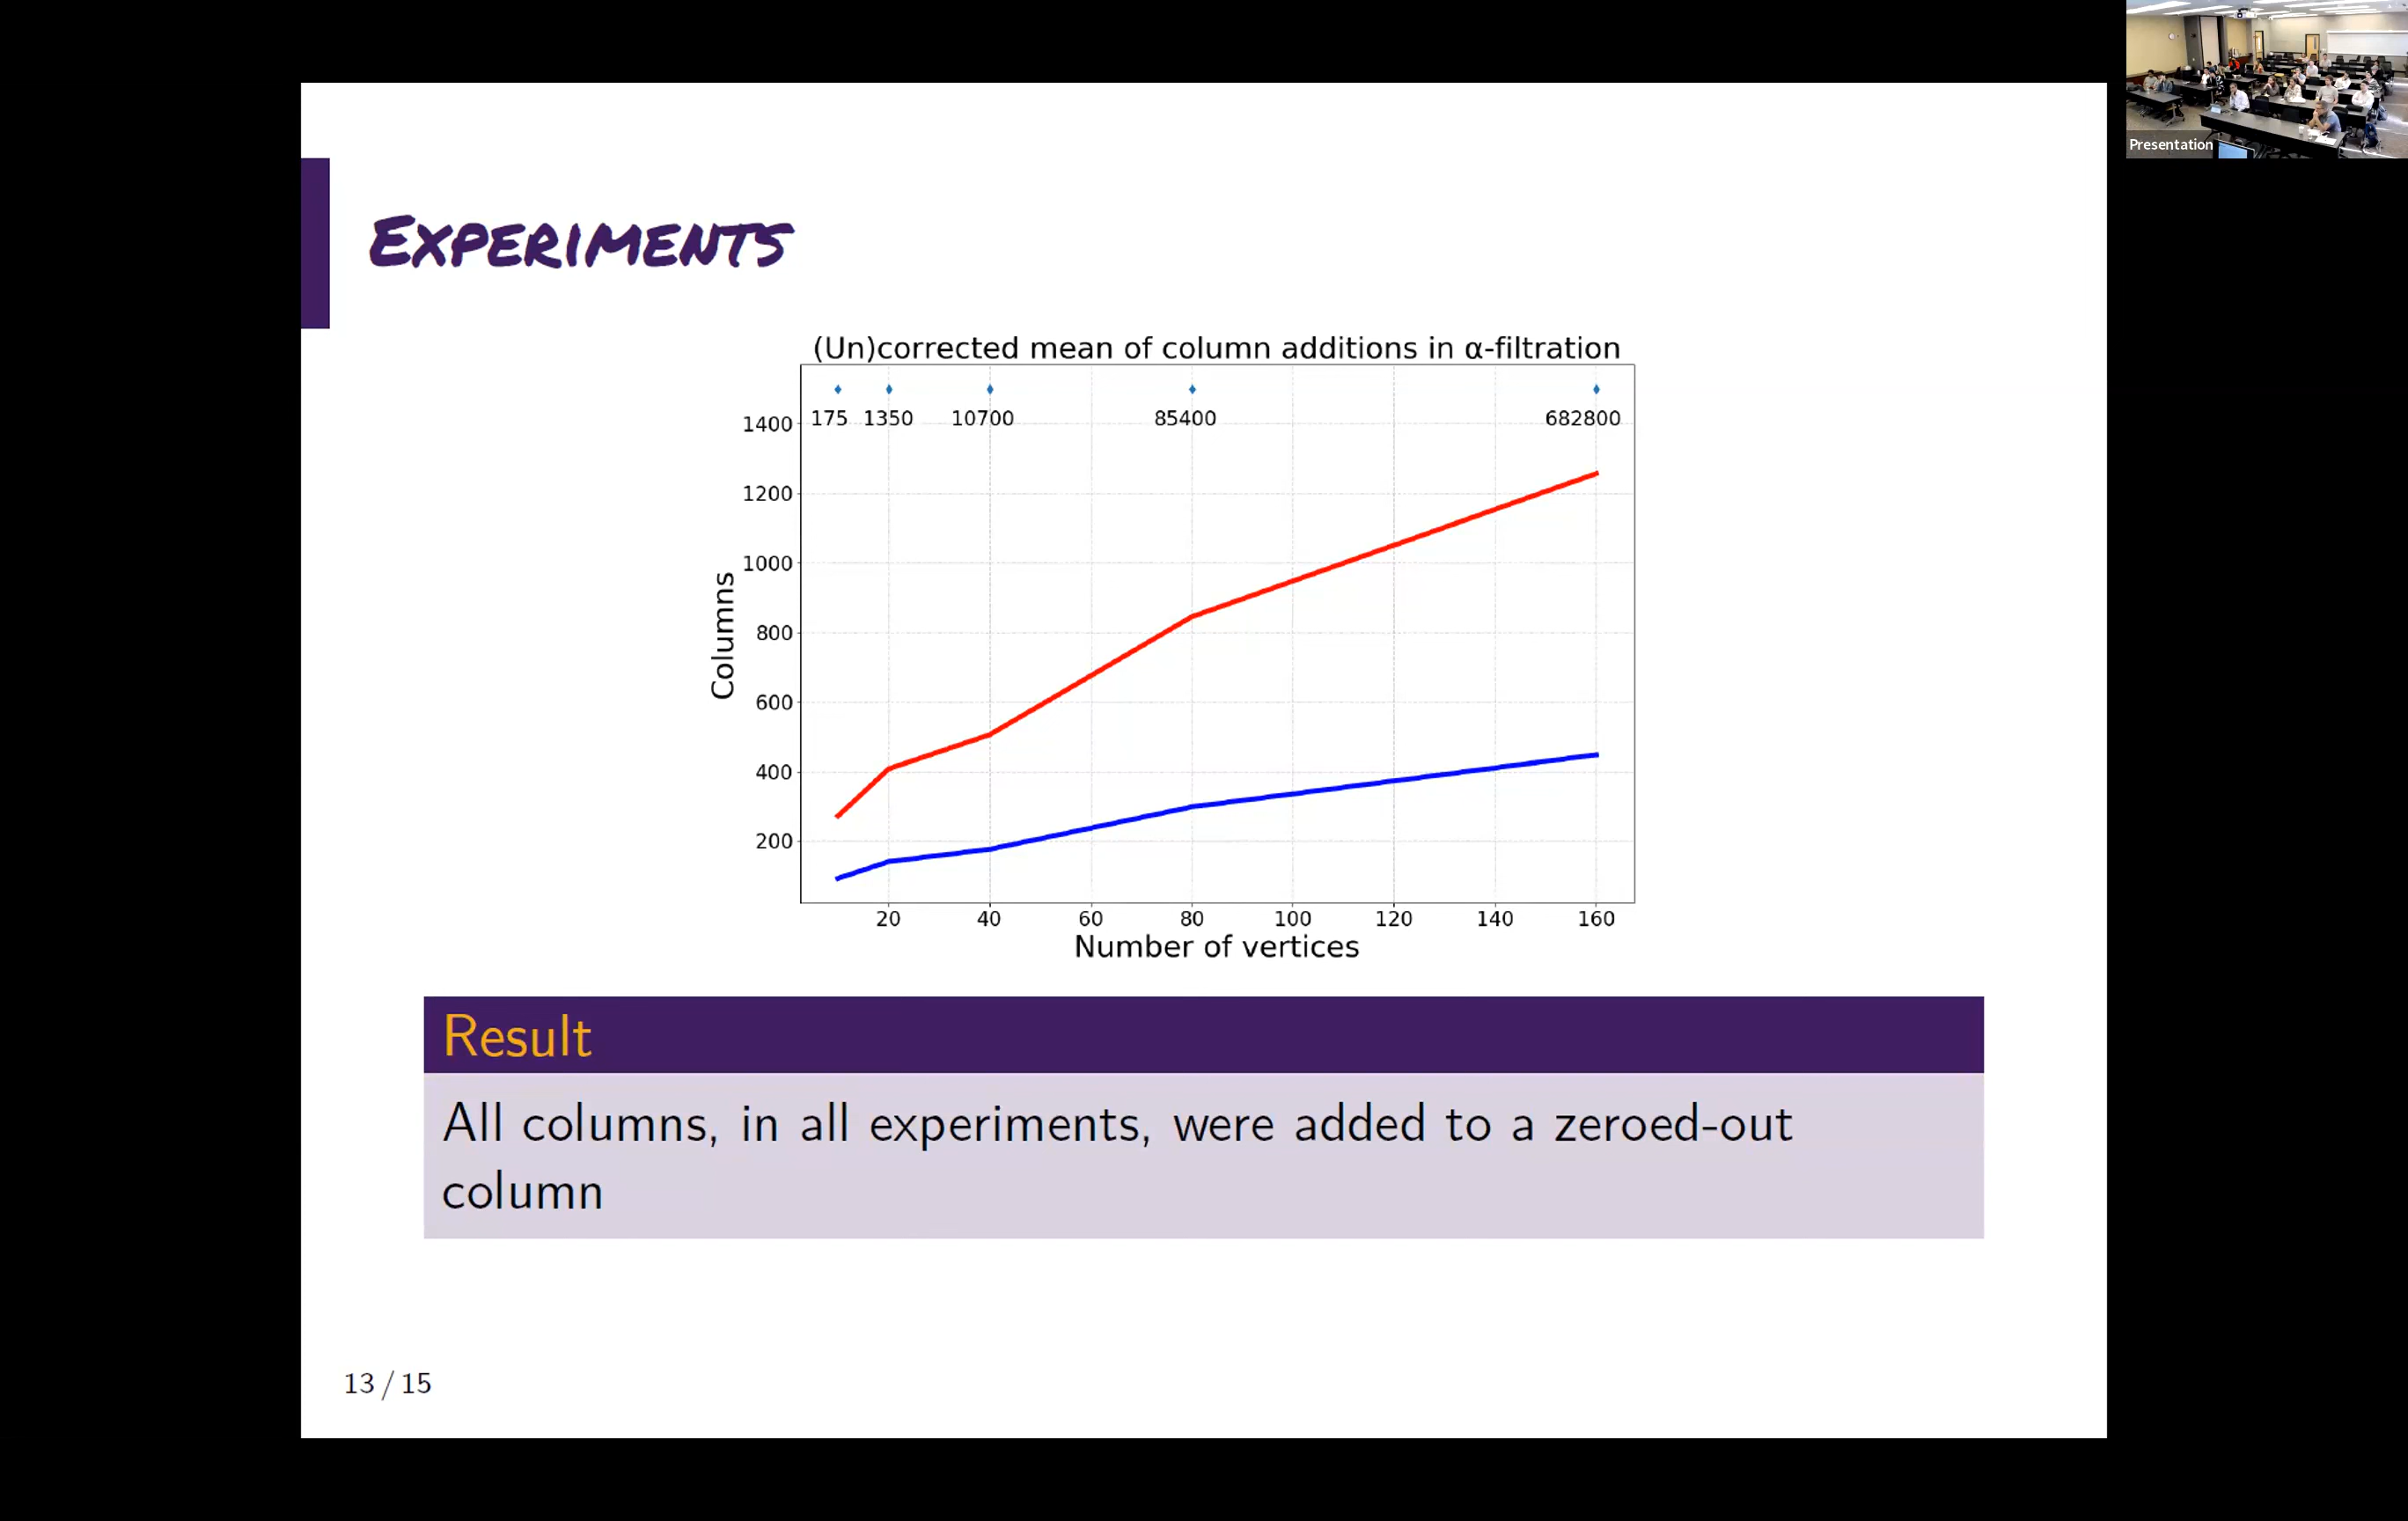 Presentation
EXPERIMENTS
(Un)corrected mean of column additions in α-filtration
175 1350 10700 85400 682800
1400
1200
1000
800
600
400
200
Columns
20 40 60 80 100 120 140 160
Number of vertices
Result
All columns, in all experiments, were added to a zeroed-out
column
13 / 15